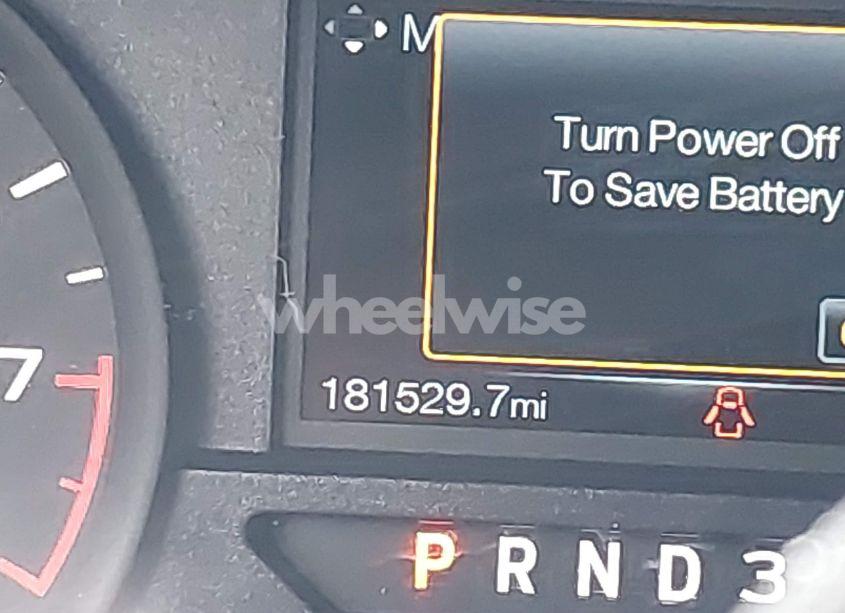 M
Turn Power Off
To Save Battery
wheelwise
181529.7mi
7
P R N D 3